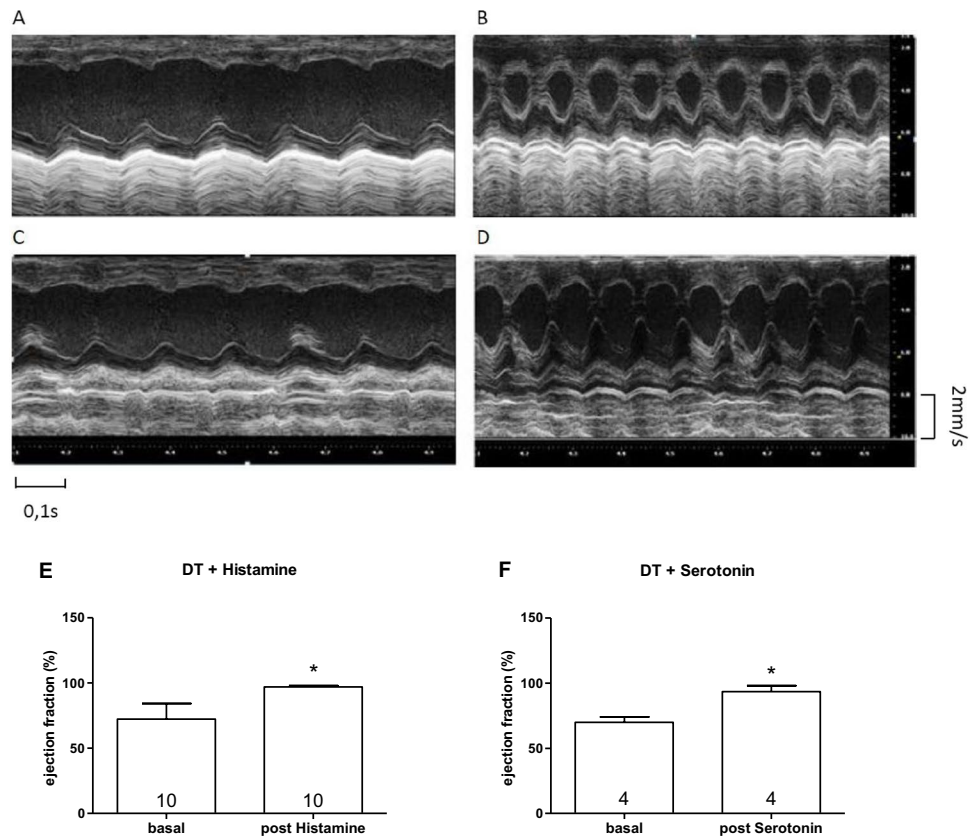 A
B
C
D
2mm/s
0,1s
E
DT + Histamine
ejection fraction (%)
150
100
50
0
*
10
10
basal
post Histamine
F
DT + Serotonin
ejection fraction (%)
150
100
50
0
*
4
4
basal
post Serotonin